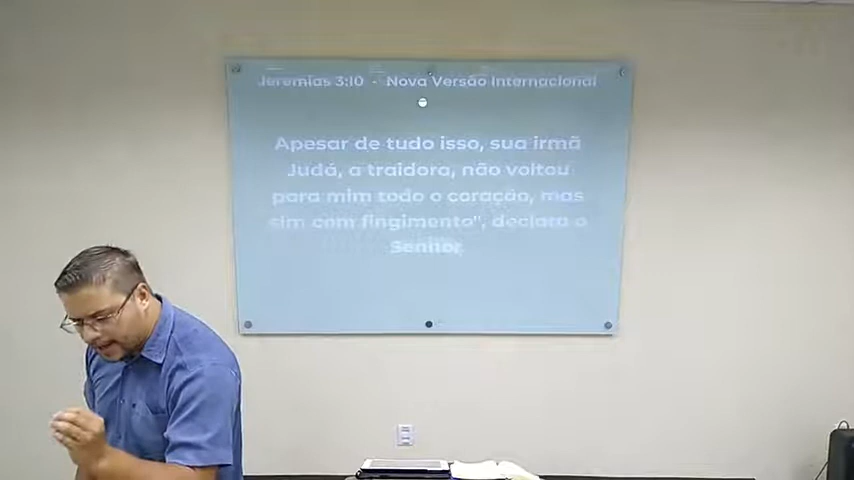 Jeremias 3:10 - Nova Versão Internacional
Apesar de tudo isso, sua irmã
Judá, a traidora, não voltou
para mim todo o coração, mas
sim com fingimento", declara o
Senhor.